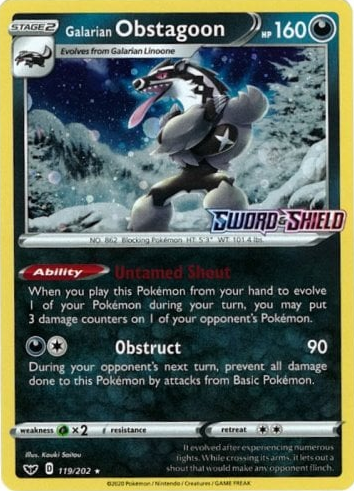 STAGE 2 Galarian Obstagoon HP 160
Evolves from Galarian Linoone
SWORD & SHIELD
NO. 862 Blocking Pokémon HT: 5'3" WT: 101.4 lbs.
Ability Untamed Shout
When you play this Pokémon from your hand to evolve
1 of your Pokémon during your turn, you may put
3 damage counters on 1 of your opponent's Pokémon.
Obstruct 90
During your opponent's next turn, prevent all damage
done to this Pokémon by attacks from Basic Pokémon.
weakness ×2 resistance retreat
Illus. Kouki Saitou
D 119/202 ★
It evolved after experiencing numerous
fights. While crossing its arms, it lets out a
shout that would make any opponent flinch.
©2020 Pokémon / Nintendo / Creatures / GAME FREAK